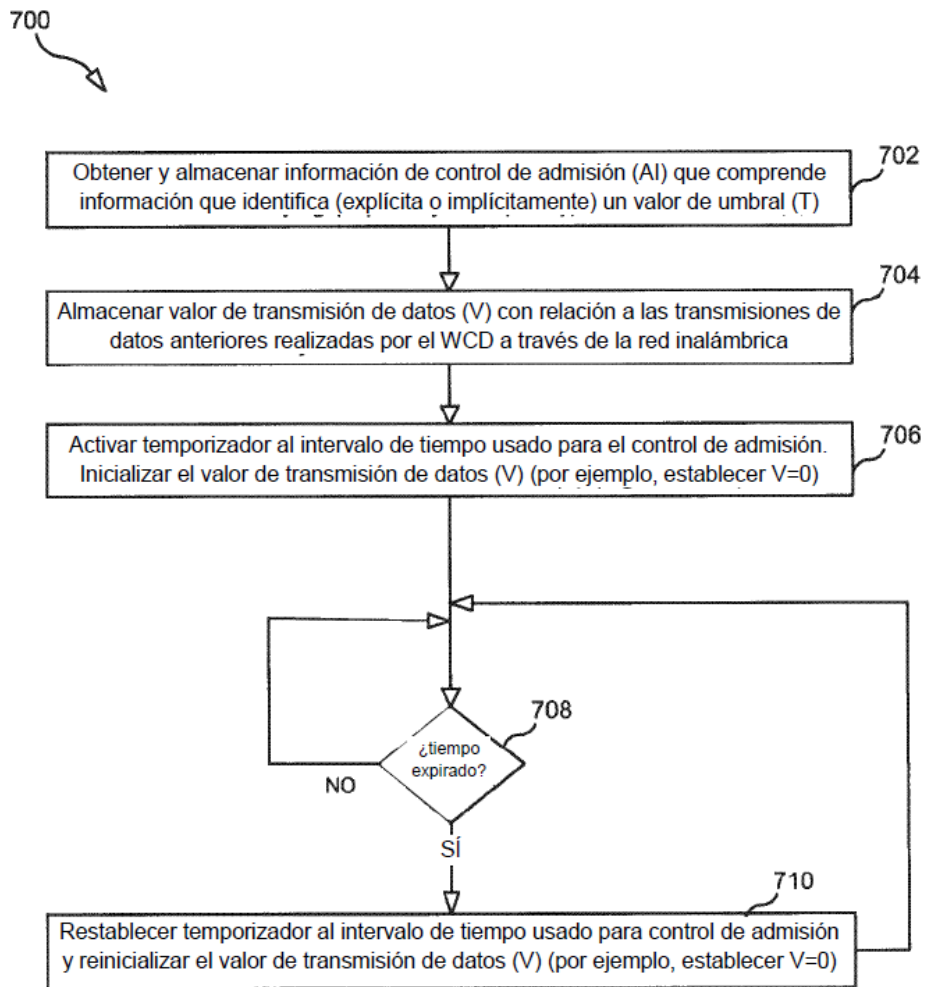 700
702
Obtener y almacenar información de control de admisión (AI) que comprende
información que identifica (explícita o implícitamente) un valor de umbral (T)
704
Almacenar valor de transmisión de datos (V) con relación a las transmisiones de
datos anteriores realizadas por el WCD a través de la red inalámbrica
706
Activar temporizador al intervalo de tiempo usado para el control de admisión.
Inicializar el valor de transmisión de datos (V) (por ejemplo, establecer V=0)
708
¿tiempo
expirado?
NO
SÍ
710
Restablecer temporizador al intervalo de tiempo usado para control de admisión
y reinicializar el valor de transmisión de datos (V) (por ejemplo, establecer V=0)